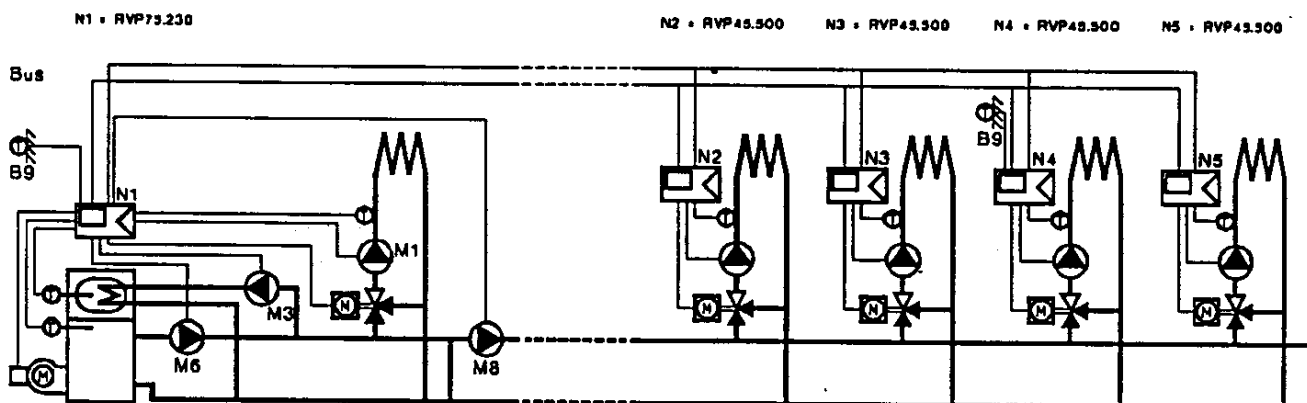 N1 = RVP75.230
N2 = RVP45.500
N3 = RVP45.500
N4 = RVP45.500
N5 = RVP45.500
Bus
B9
B9
N1
N2
N3
N4
N5
M1
M3
M6
M8
M
M
M
M
M
M
T
T
T
T
T
T
T
T
T